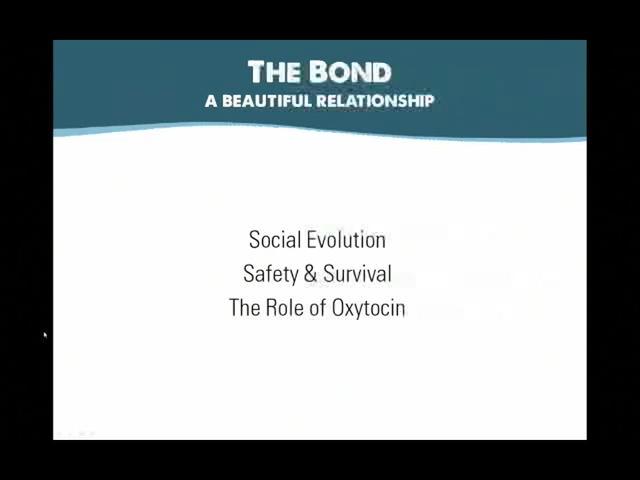 THE BOND
A BEAUTIFUL RELATIONSHIP
Social Evolution
Safety & Survival
The Role of Oxytocin